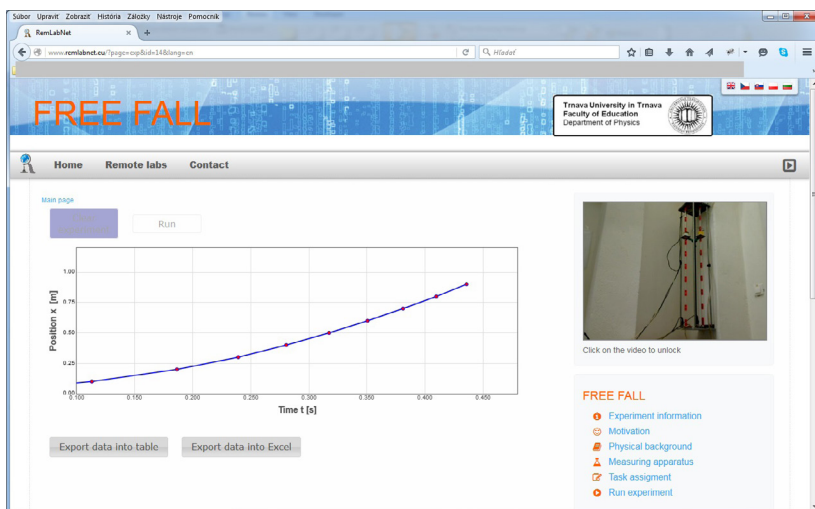 Súbor Upraviť Zobraziť História Záložky Nástroje Pomocník
RemLabNet
www.remlabnet.eu/?page=exp&id=14&lang=en
Hľadať
FREE FALL
Trnava University in Trnava
Faculty of Education
Department of Physics
Home Remote labs Contact
Main page
Run
Position x [m]
1.00
0.75
0.50
0.25
0.00
0.100 0.150 0.200 0.250 0.300 0.350 0.400 0.450
Time t [s]
Export data into table Export data into Excel
Click on the video to unlock
FREE FALL
Experiment information
Motivation
Physical background
Measuring apparatus
Task assigment
Run experiment